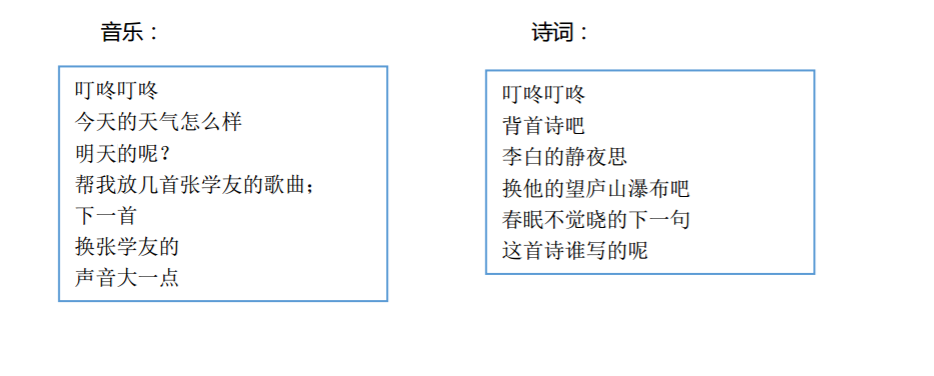 音乐：
叮咚叮咚
今天的天气怎么样
明天的呢？
帮我放几首张学友的歌曲；
下一首
换张学友的
声音大一点
诗词：
叮咚叮咚
背首诗吧
李白的静夜思
换他的望庐山瀑布吧
春眠不觉晓的下一句
这首诗谁写的呢